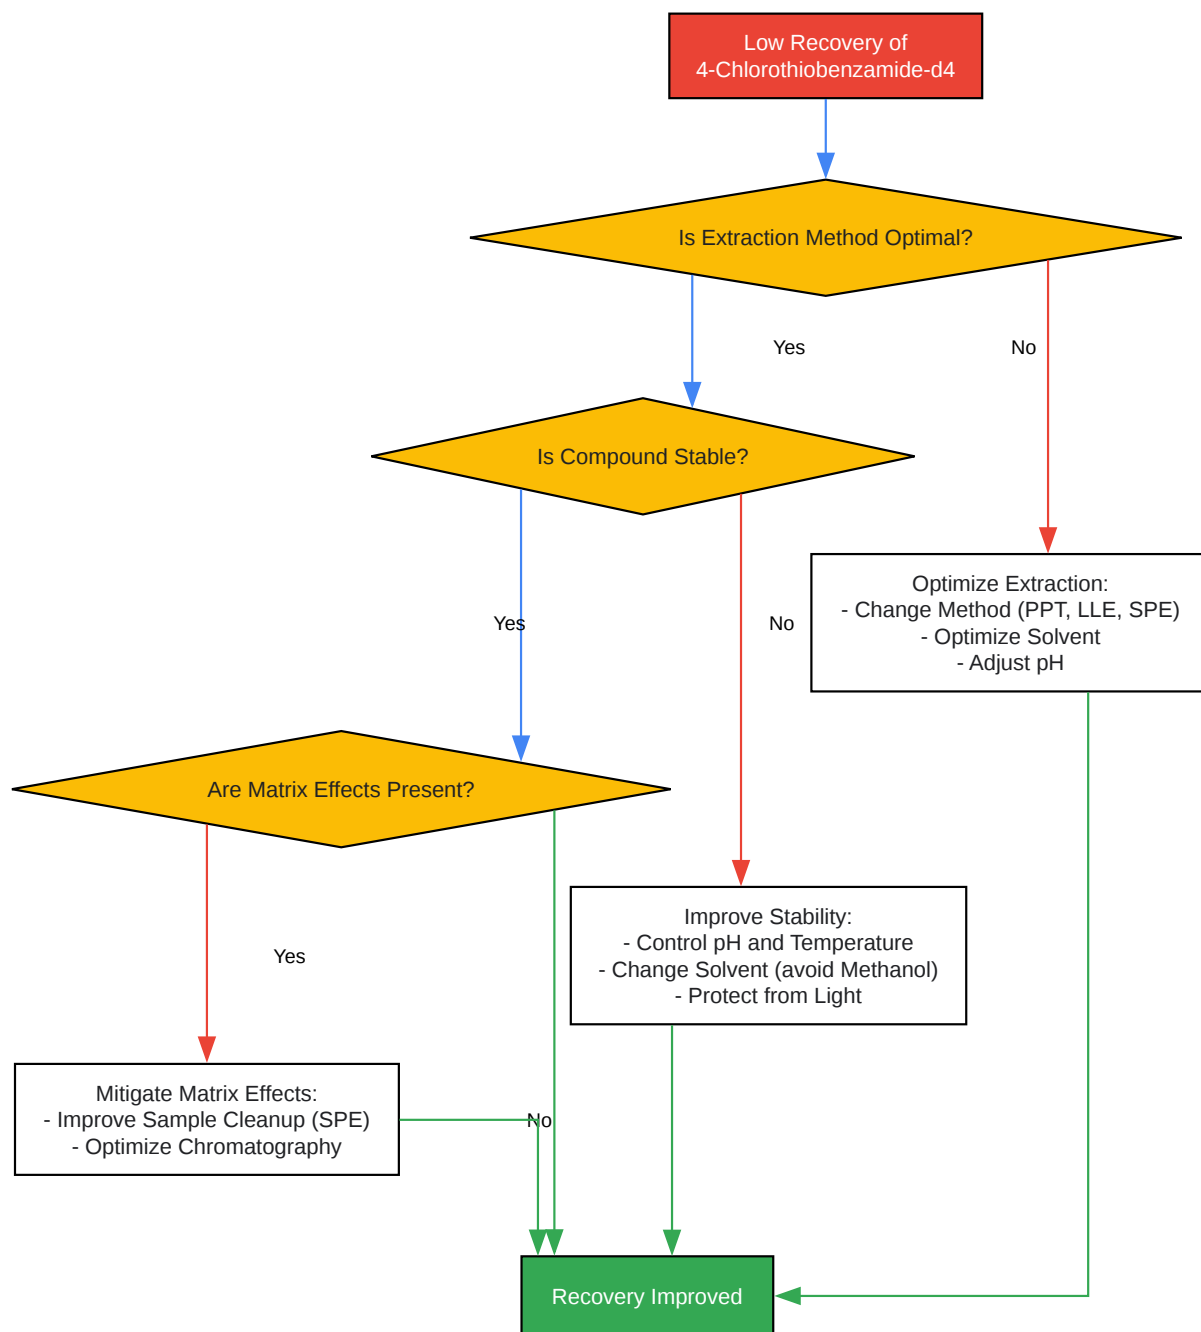 Low Recovery of
4-Chlorothiobenzamide-d4
Is Extraction Method Optimal?
Yes
No
Is Compound Stable?
Optimize Extraction:
- Change Method (PPT, LLE, SPE)
- Optimize Solvent
- Adjust pH
Yes
No
Are Matrix Effects Present?
Improve Stability:
- Control pH and Temperature
- Change Solvent (avoid Methanol)
- Protect from Light
Yes
Mitigate Matrix Effects:
- Improve Sample Cleanup (SPE)
- Optimize Chromatography
No
Recovery Improved